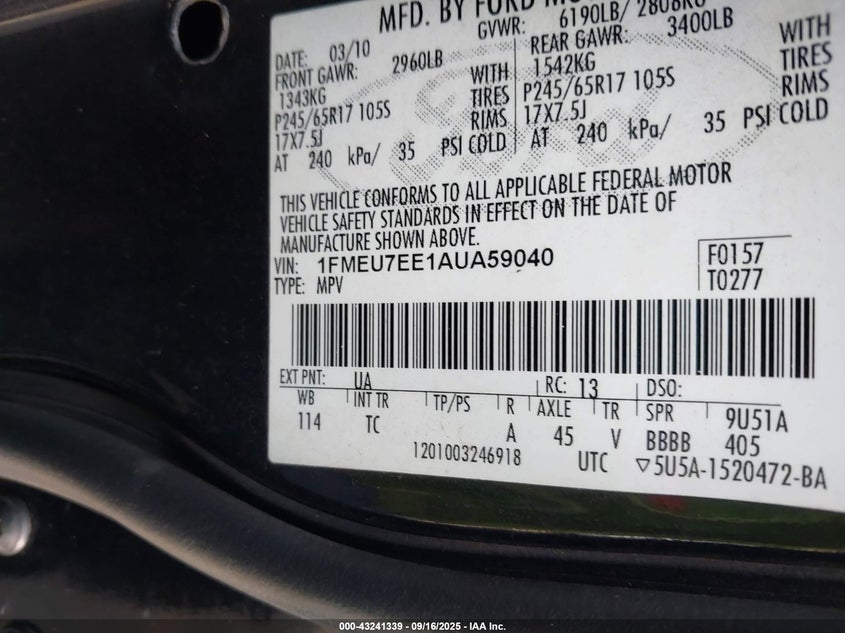 MFD. BY FORD MO
GVWR: 6190LB/ 2808KG
DATE: 03/10
FRONT GAWR: 2960LB
1343KG WITH
P245/65R17 105S TIRES
17X7.5J RIMS
AT 240 kPa/ 35 PSI COLD
REAR GAWR: 3400LB
1542KG WITH
P245/65R17 105S TIRES
17X7.5J RIMS
AT 240 kPa/ 35 PSI COLD
Ford
THIS VEHICLE CONFORMS TO ALL APPLICABLE FEDERAL MOTOR
VEHICLE SAFETY STANDARDS IN EFFECT ON THE DATE OF
MANUFACTURE SHOWN ABOVE.
VIN: 1FMEU7EE1AUA59040
TYPE: MPV
F0157
T0277
EXT PNT: UA RC: 13 DSO:
WB INT TR TP/PS R AXLE TR SPR 9U51A
114 TC A 45 V BBBB 405
1201003246918 UTC ▽5U5A-1520472-BA
000-43241339 - 09/16/2025 - IAA Inc.